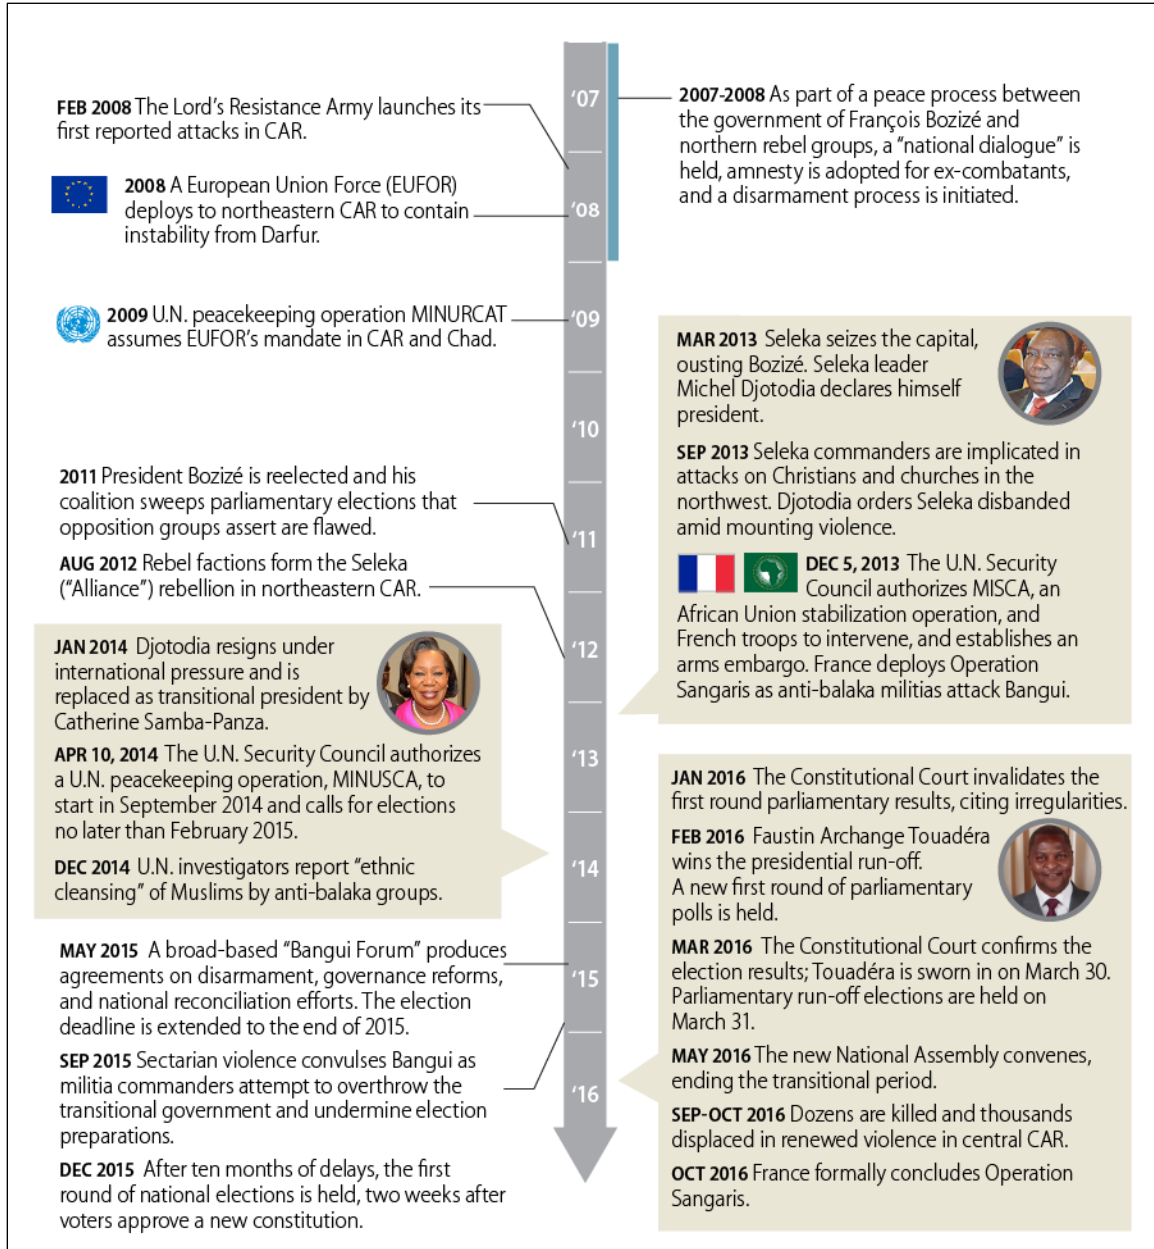 FEB 2008 The Lord’s Resistance Army launches its
first reported attacks in CAR.
2008 A European Union Force (EUFOR)
deploys to northeastern CAR to contain
instability from Darfur.
2009 U.N. peacekeeping operation MINURCAT
assumes EUFOR’s mandate in CAR and Chad.
2011 President Bozizé is reelected and his
coalition sweeps parliamentary elections that
opposition groups assert are flawed.
AUG 2012 Rebel factions form the Seleka
(“Alliance”) rebellion in northeastern CAR.
JAN 2014 Djotodia resigns under
international pressure and is
replaced as transitional president by
Catherine Samba-Panza.
APR 10, 2014 The U.N. Security Council authorizes
a U.N. peacekeeping operation, MINUSCA, to
start in September 2014 and calls for elections
no later than February 2015.
DEC 2014 U.N. investigators report “ethnic
cleansing” of Muslims by anti-balaka groups.
MAY 2015 A broad-based “Bangui Forum” produces
agreements on disarmament, governance reforms,
and national reconciliation efforts. The election
deadline is extended to the end of 2015.
SEP 2015 Sectarian violence convulses Bangui as
militia commanders attempt to overthrow the
transitional government and undermine election
preparations.
DEC 2015 After ten months of delays, the first
round of national elections is held, two weeks after
voters approve a new constitution.
‘07
‘08
‘09
‘10
‘11
‘12
‘13
‘14
‘15
‘16
2007-2008 As part of a peace process between
the government of François Bozizé and
northern rebel groups, a “national dialogue” is
held, amnesty is adopted for ex-combatants,
and a disarmament process is initiated.
MAR 2013 Seleka seizes the capital,
ousting Bozizé. Seleka leader
Michel Djotodia declares himself
president.
SEP 2013 Seleka commanders are implicated in
attacks on Christians and churches in the
northwest. Djotodia orders Seleka disbanded
amid mounting violence.
DEC 5, 2013 The U.N. Security
Council authorizes MISCA, an
African Union stabilization operation, and
French troops to intervene, and establishes an
arms embargo. France deploys Operation
Sangaris as anti-balaka militias attack Bangui.
JAN 2016 The Constitutional Court invalidates the
first round parliamentary results, citing irregularities.
FEB 2016 Faustin Archange Touadéra
wins the presidential run-off.
A new first round of parliamentary
polls is held.
MAR 2016 The Constitutional Court confirms the
election results; Touadéra is sworn in on March 30.
Parliamentary run-off elections are held on
March 31.
MAY 2016 The new National Assembly convenes,
ending the transitional period.
SEP-OCT 2016 Dozens are killed and thousands
displaced in renewed violence in central CAR.
OCT 2016 France formally concludes Operation
Sangaris.